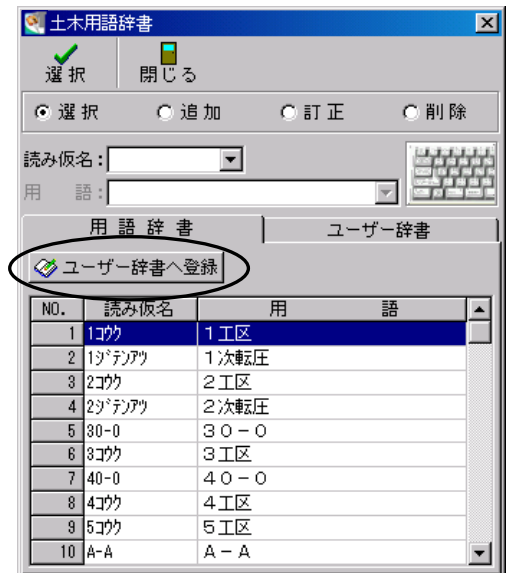 土木用語辞書
選択 閉じる
選択 追加 訂正 削除
読み仮名：
用 語：
用 語 辞 書 ユーザー辞書
ユーザー辞書へ登録
NO. 読み仮名 用 語
1 1ｺｳｸ １工区
2 1ｼﾞﾃﾝｱﾂ １次転圧
3 2ｺｳｸ ２工区
4 2ｼﾞﾃﾝｱﾂ ２次転圧
5 30-0 ３０－０
6 3ｺｳｸ ３工区
7 40-0 ４０－０
8 4ｺｳｸ ４工区
9 5ｺｳｸ ５工区
10 A-A Ａ－Ａ